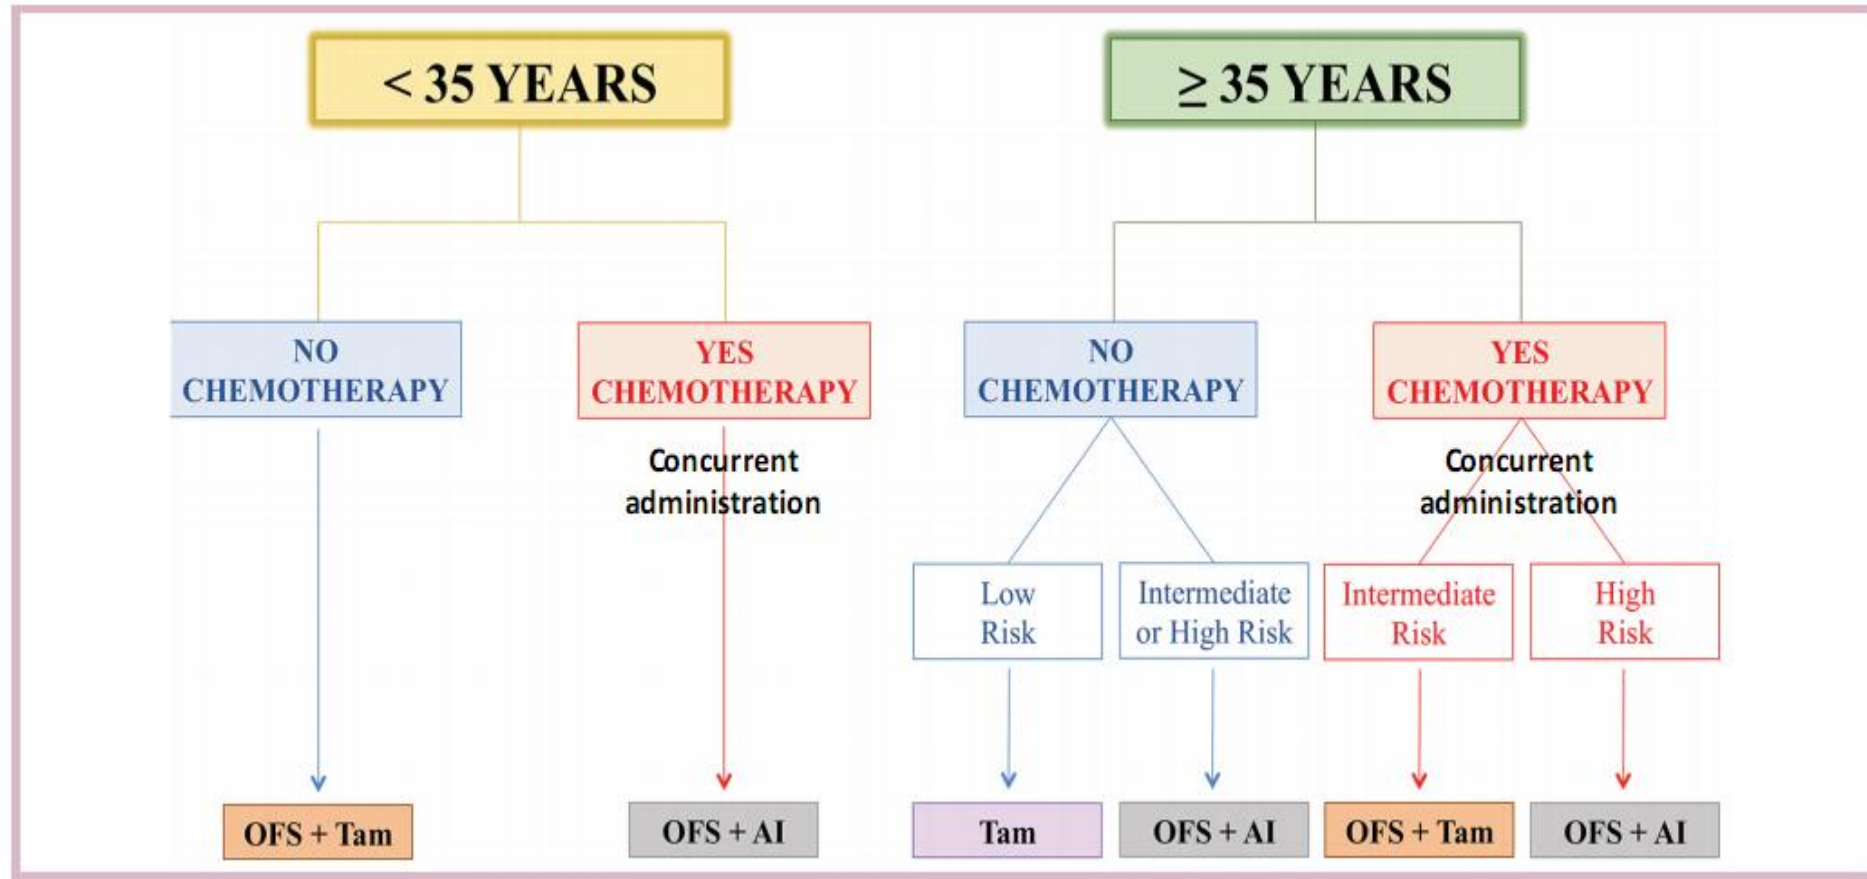 < 35 YEARS
≥ 35 YEARS
NO
CHEMOTHERAPY
YES
CHEMOTHERAPY
NO
CHEMOTHERAPY
YES
CHEMOTHERAPY
Concurrent
administration
Concurrent
administration
Low
Risk
Intermediate
or High Risk
Intermediate
Risk
High
Risk
OFS + Tam
OFS + AI
Tam
OFS + AI
OFS + Tam
OFS + AI